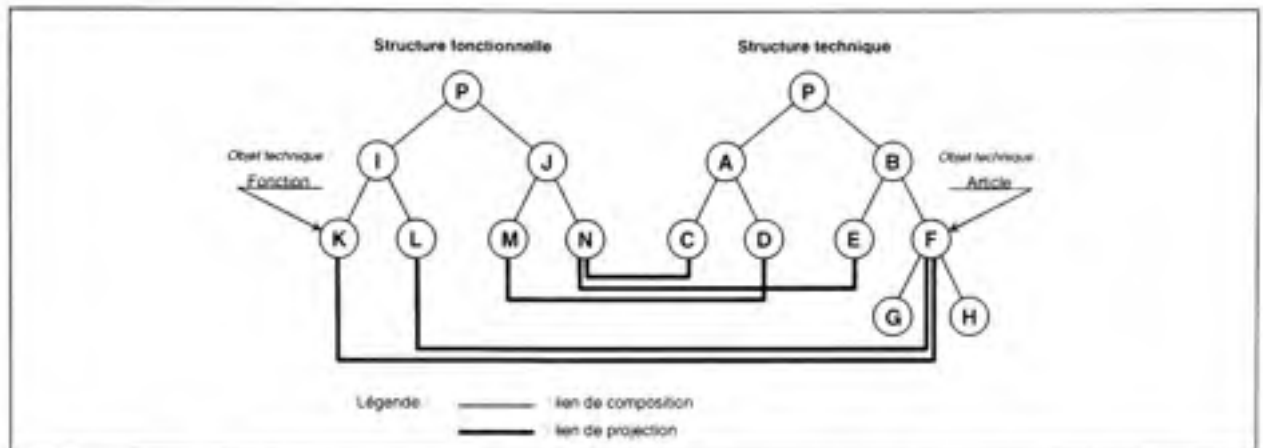 Structure fonctionnelle Structure technique
P P
Objet technique I J A B Objet technique
Fonction Article
K L M N C D E F
G H
Légende : lien de composition
: lien de projection